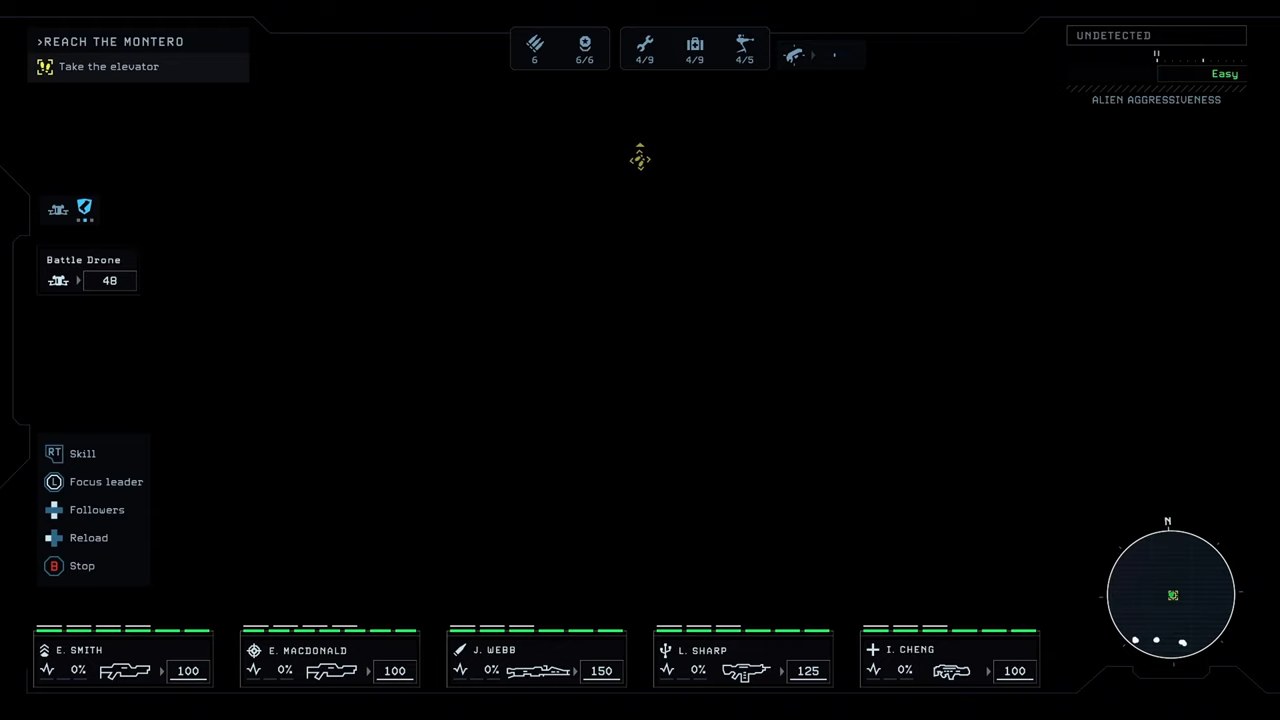 >REACH THE MONTERO
Take the elevator
6 6/6 4/9 4/9 4/5
UNDETECTED
Easy
ALIEN AGGRESSIVENESS
Battle Drone
48
RT Skill
L Focus leader
Followers
Reload
B Stop
N
E. SMITH
0% 100
E. MACDONALD
0% 100
J. WEBB
0% 150
L. SHARP
0% 125
I. CHENG
0% 100